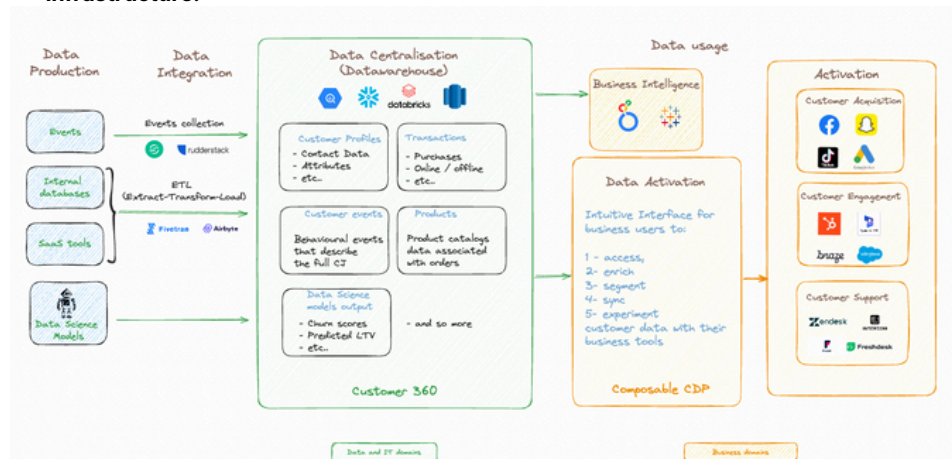 infrastructure.
Data
Production
Data
Integration
Data Centralisation
(Datawarehouse)
databricks
Data usage
Events
Events collection
rudderstack
Internal
databases
SaaS tools
ETL
(Extract-Transform-Load)
Fivetran
Airbyte
Data Science
Models
Customer Profiles
- Contact Data
- Attributes
- etc...
Transactions
- Purchases
- Online / offline
- etc...
Customer events
Behavioural events
that describe
the full CJ
Products
Product catalogs
data associated
with orders
Data Science
models output
- Churn scores
- Predicted LTV
- etc...
- and so more
Customer 360
Business Intelligence
Data Activation
Intuitive Interface for
business users to:
1 - access,
2- enrich
3- segment
4- sync
5- experiment
customer data with their
business tools
Composable CDP
Activation
Customer Acquisition
Customer Engagement
braze
Customer Support
zendesk
Freshdesk
Data and IT domains
Business domains